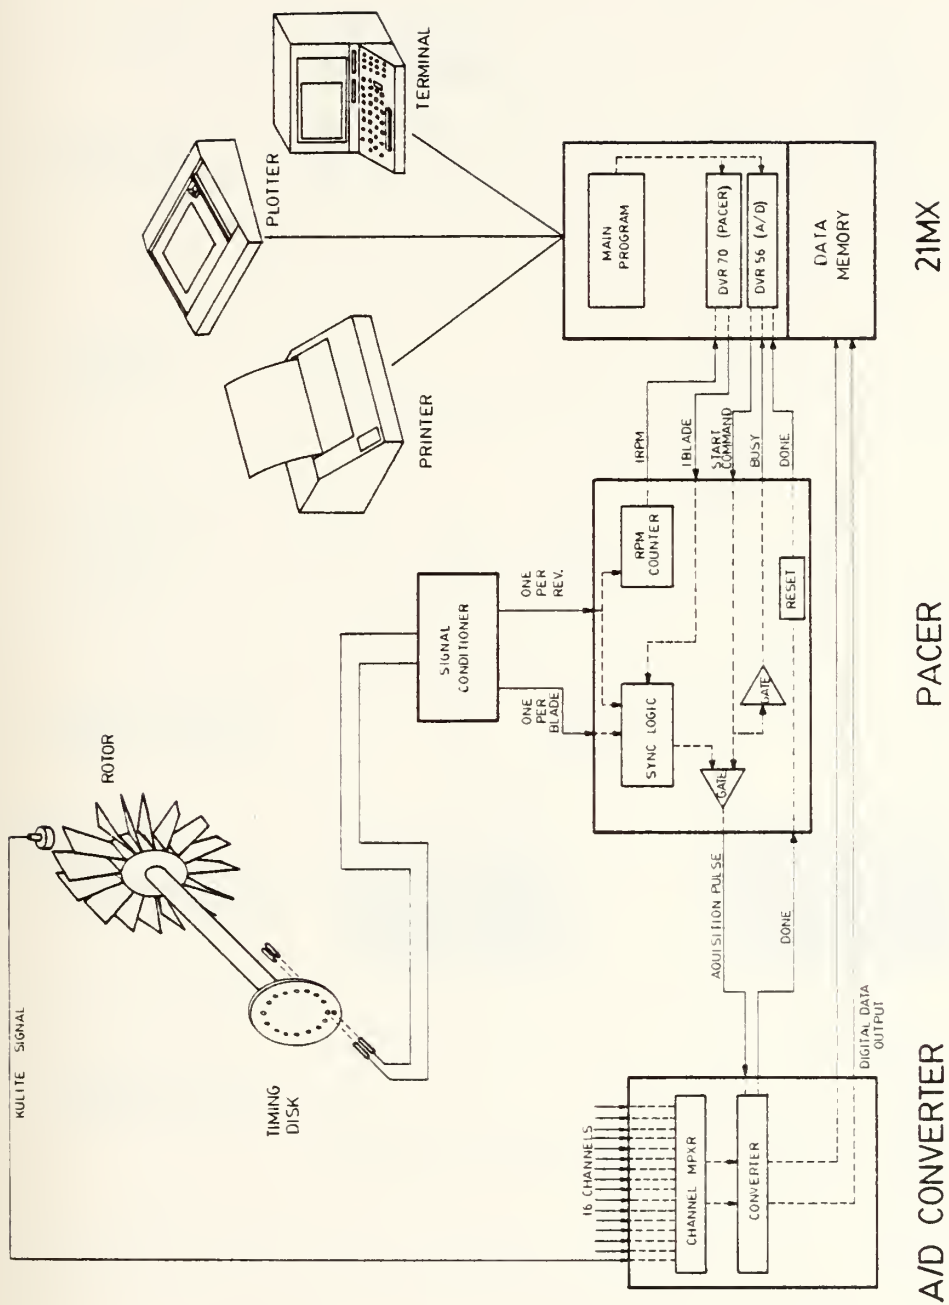 KULITE SIGNAL
ROTOR
TIMING
DISK
PLOTTER
TERMINAL
PRINTER
SIGNAL
CONDITIONER
ONE
PER
BLADE
ONE
PER
REV.
16 CHANNELS
CHANNEL MPXR
CONVERTER
DIGITAL DATA
OUTPUT
AQUISITION PULSE
DONE
SYNC LOGIC
RPM
COUNTER
GATE
GATE
RESET
IRPM
IBLADE
START
COMMAND
BUSY
DONE
MAIN
PROGRAM
DVR 70 (PACER)
DVR 56 (A/D)
DATA
MEMORY
A/D CONVERTER
PACER
21MX